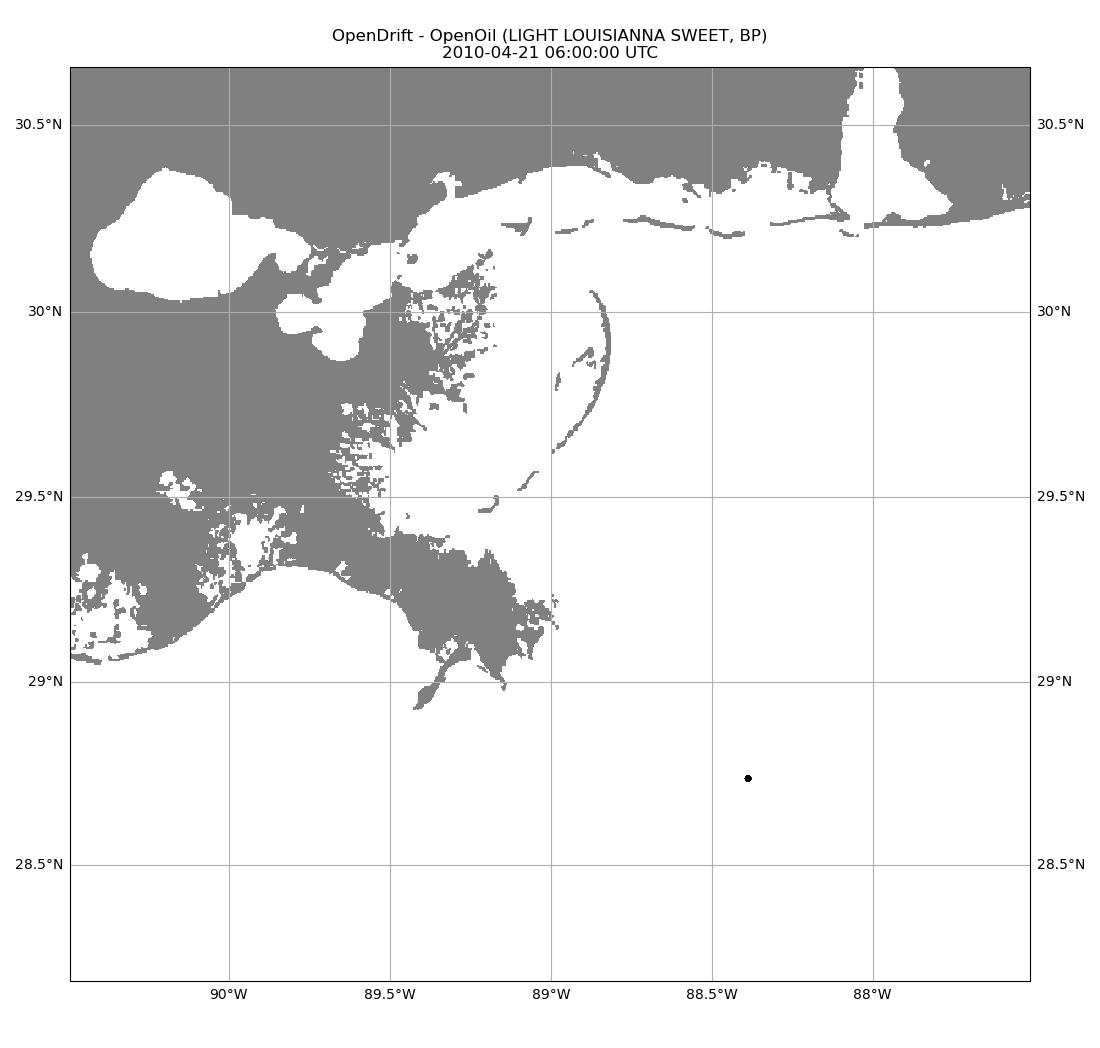 OpenDrift - OpenOil (LIGHT LOUISIANNA SWEET, BP)
2010-04-21 06:00:00 UTC
30.5°N 30.5°N
30°N 30°N
29.5°N 29.5°N
29°N 29°N
28.5°N 28.5°N
90°W 89.5°W 89°W 88.5°W 88°W